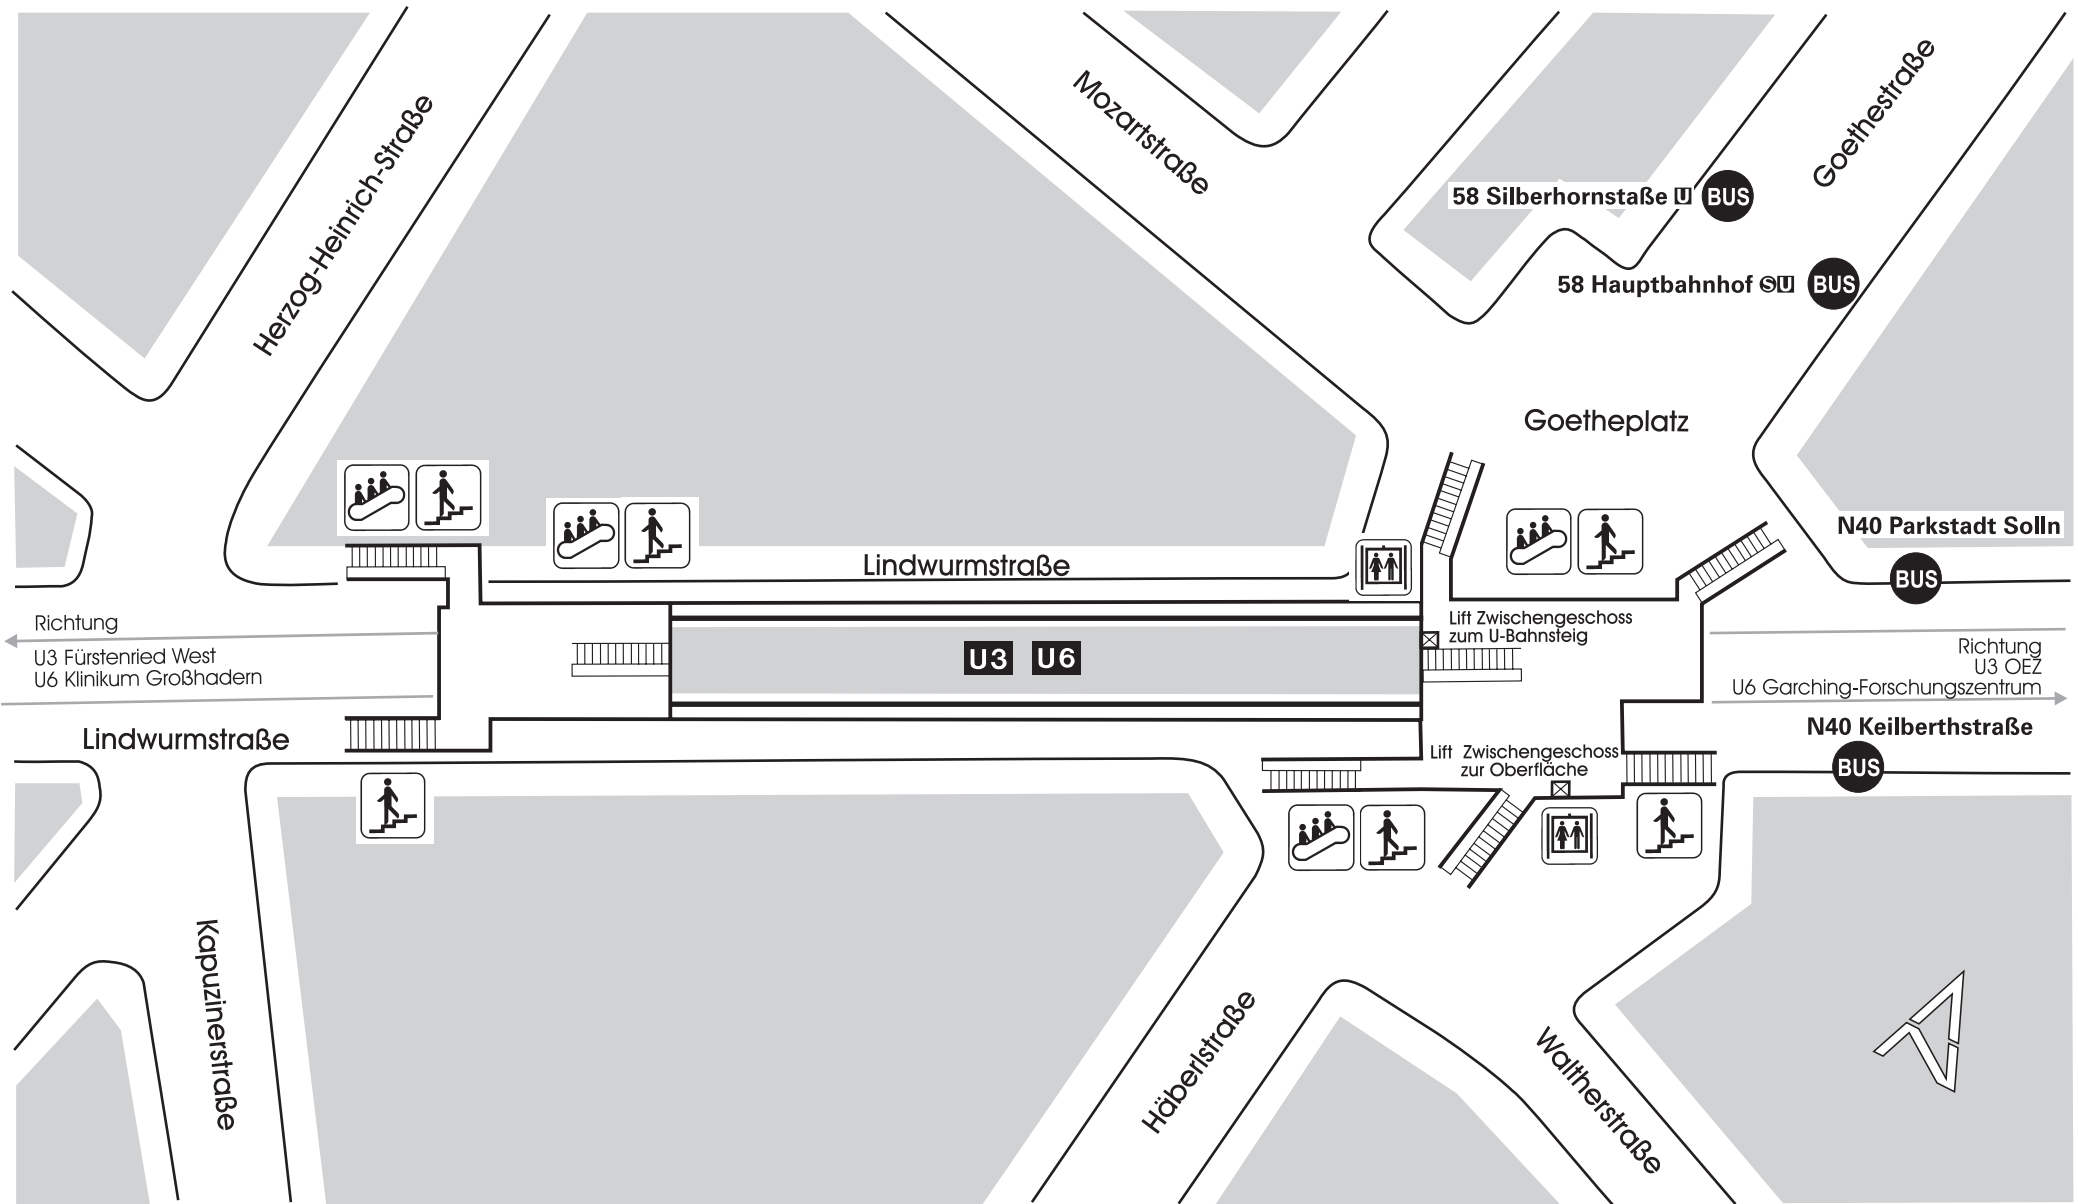 Mozartstraße
Goethestraße
Herzog-Heinrich-Straße
58 Silberhornstaße U BUS
58 Hauptbahnhof S U BUS
Goetheplatz
N40 Parkstadt Solln
BUS
Lindwurmstraße
Lift Zwischengeschoss
zum U-Bahnsteig
Richtung
U3 Fürstenried West
U6 Klinikum Großhadern
U3 U6
Richtung
U3 OEZ
U6 Garching-Forschungszentrum
N40 Keilberthstraße
BUS
Lindwurmstraße
Lift Zwischengeschoss
zur Oberfläche
Kapuzinerstraße
Häberlstraße
Waltherstraße